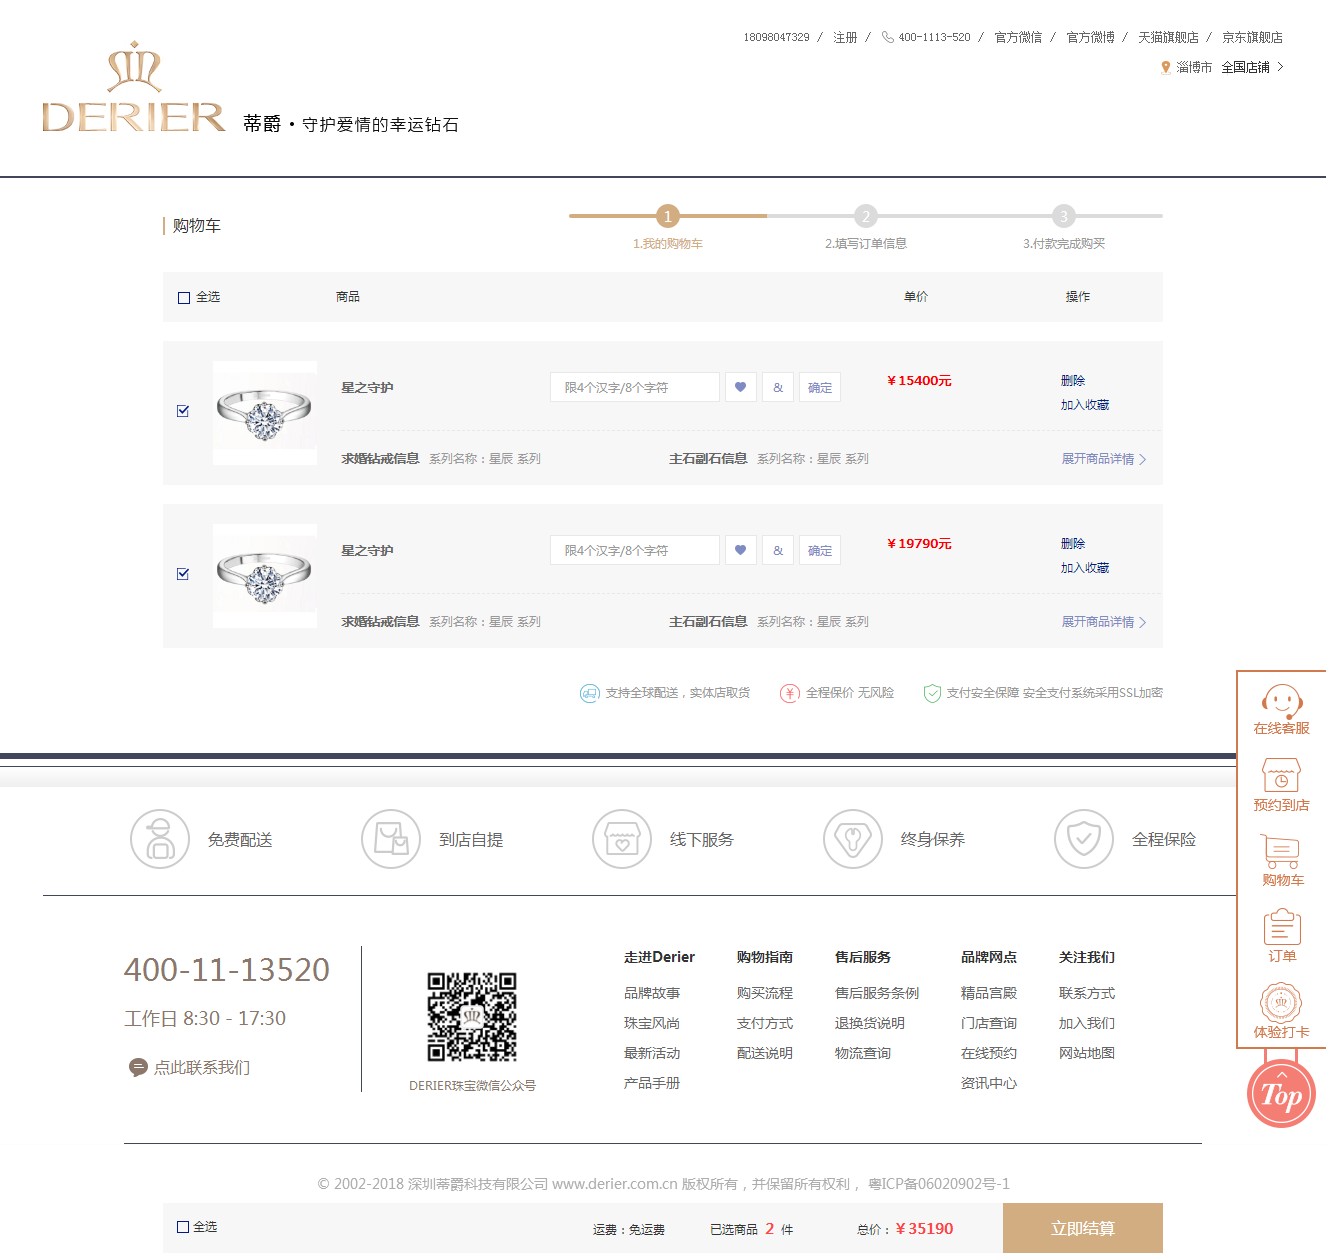 18098047329 / 注册 / 400-1113-520 / 官方微信 / 官方微博 / 天猫旗舰店 / 京东旗舰店
淄博市 全国店铺
DERIER 蒂爵·守护爱情的幸运钻石
购物车
1 2 3
1.我的购物车 2.填写订单信息 3.付款完成购买
全选 商品 单价 操作
星之守护 限4个汉字/8个字符 & 确定 ¥15400元 删除
加入收藏
求婚钻戒信息 系列名称：星辰 系列 主石副石信息 系列名称：星辰 系列 展开商品详情
星之守护 限4个汉字/8个字符 & 确定 ¥19790元 删除
加入收藏
求婚钻戒信息 系列名称：星辰 系列 主石副石信息 系列名称：星辰 系列 展开商品详情
支持全球配送，实体店取货 ¥ 全程保价 无风险 支付安全保障 安全支付系统采用SSL加密
在线客服
预约到店
购物车
订单
体验打卡
Top
免费配送 到店自提 线下服务 终身保养 全程保险
400-11-13520
工作日 8:30 - 17:30
点此联系我们
DERIER珠宝微信公众号
走进Derier 购物指南 售后服务 品牌网点 关注我们
品牌故事 购买流程 售后服务条例 精品宫殿 联系方式
珠宝风尚 支付方式 退换货说明 门店查询 加入我们
最新活动 配送说明 物流查询 在线预约 网站地图
产品手册 资讯中心
© 2002-2018 深圳蒂爵科技有限公司 www.derier.com.cn 版权所有，并保留所有权利， 粤ICP备06020902号-1
全选 运费：免运费 已选商品 2 件 总价：¥35190 立即结算